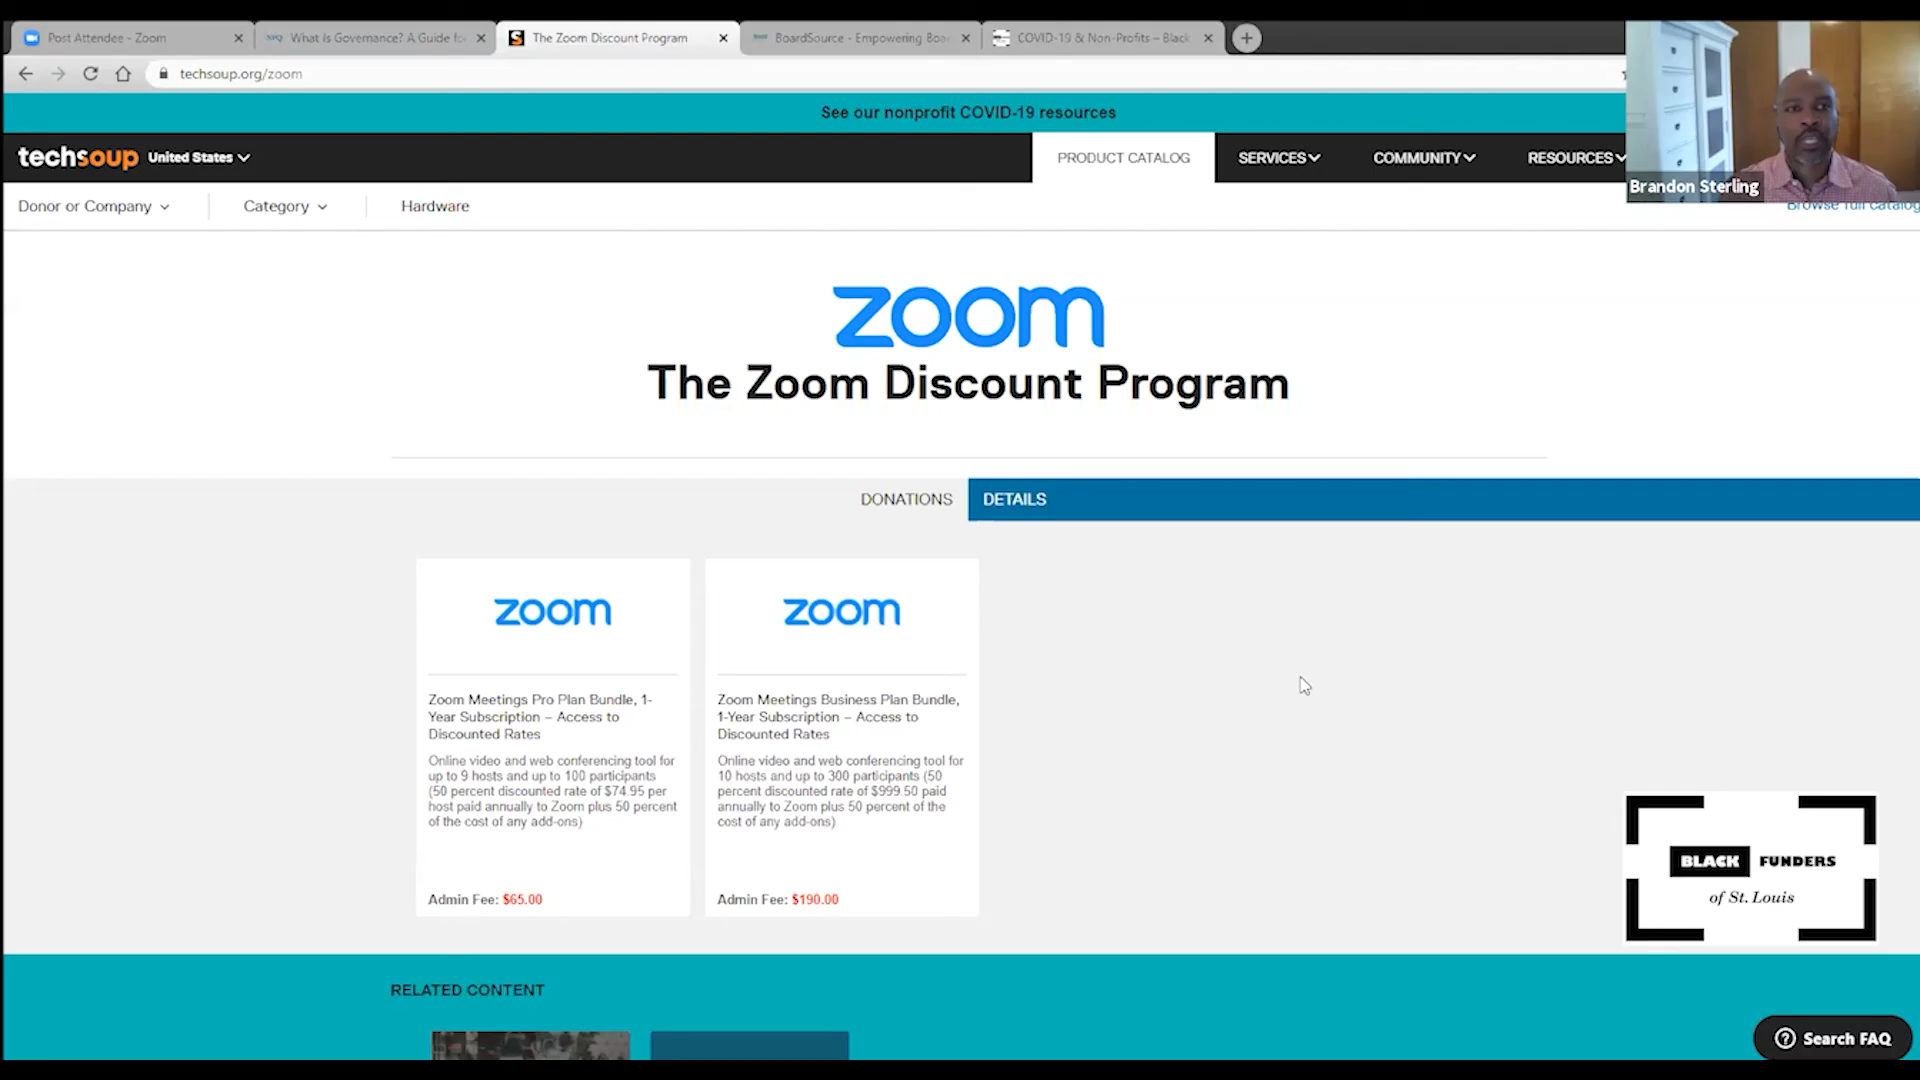 Post Attendee - Zoom
What Is Governance? A Guide fo
The Zoom Discount Program
BoardSource - Empowering Boa
COVID-19 & Non-Profits – Black
techsoup.org/zoom
See our nonprofit COVID-19 resources
techsoup United States
PRODUCT CATALOG
SERVICES
COMMUNITY
RESOURCES
Brandon Sterling
Donor or Company
Category
Hardware
Browse full catalog
zoom
The Zoom Discount Program
DONATIONS
DETAILS
zoom
Zoom Meetings Pro Plan Bundle, 1-
Year Subscription – Access to
Discounted Rates
Online video and web conferencing tool for
up to 9 hosts and up to 100 participants
(50 percent discounted rate of $74.95 per
host paid annually to Zoom plus 50 percent
of the cost of any add-ons)
Admin Fee: $65.00
zoom
Zoom Meetings Business Plan Bundle,
1-Year Subscription – Access to
Discounted Rates
Online video and web conferencing tool for
10 hosts and up to 300 participants (50
percent discounted rate of $999.50 paid
annually to Zoom plus 50 percent of the
cost of any add-ons)
Admin Fee: $190.00
BLACK FUNDERS
of St. Louis
RELATED CONTENT
Search FAQ